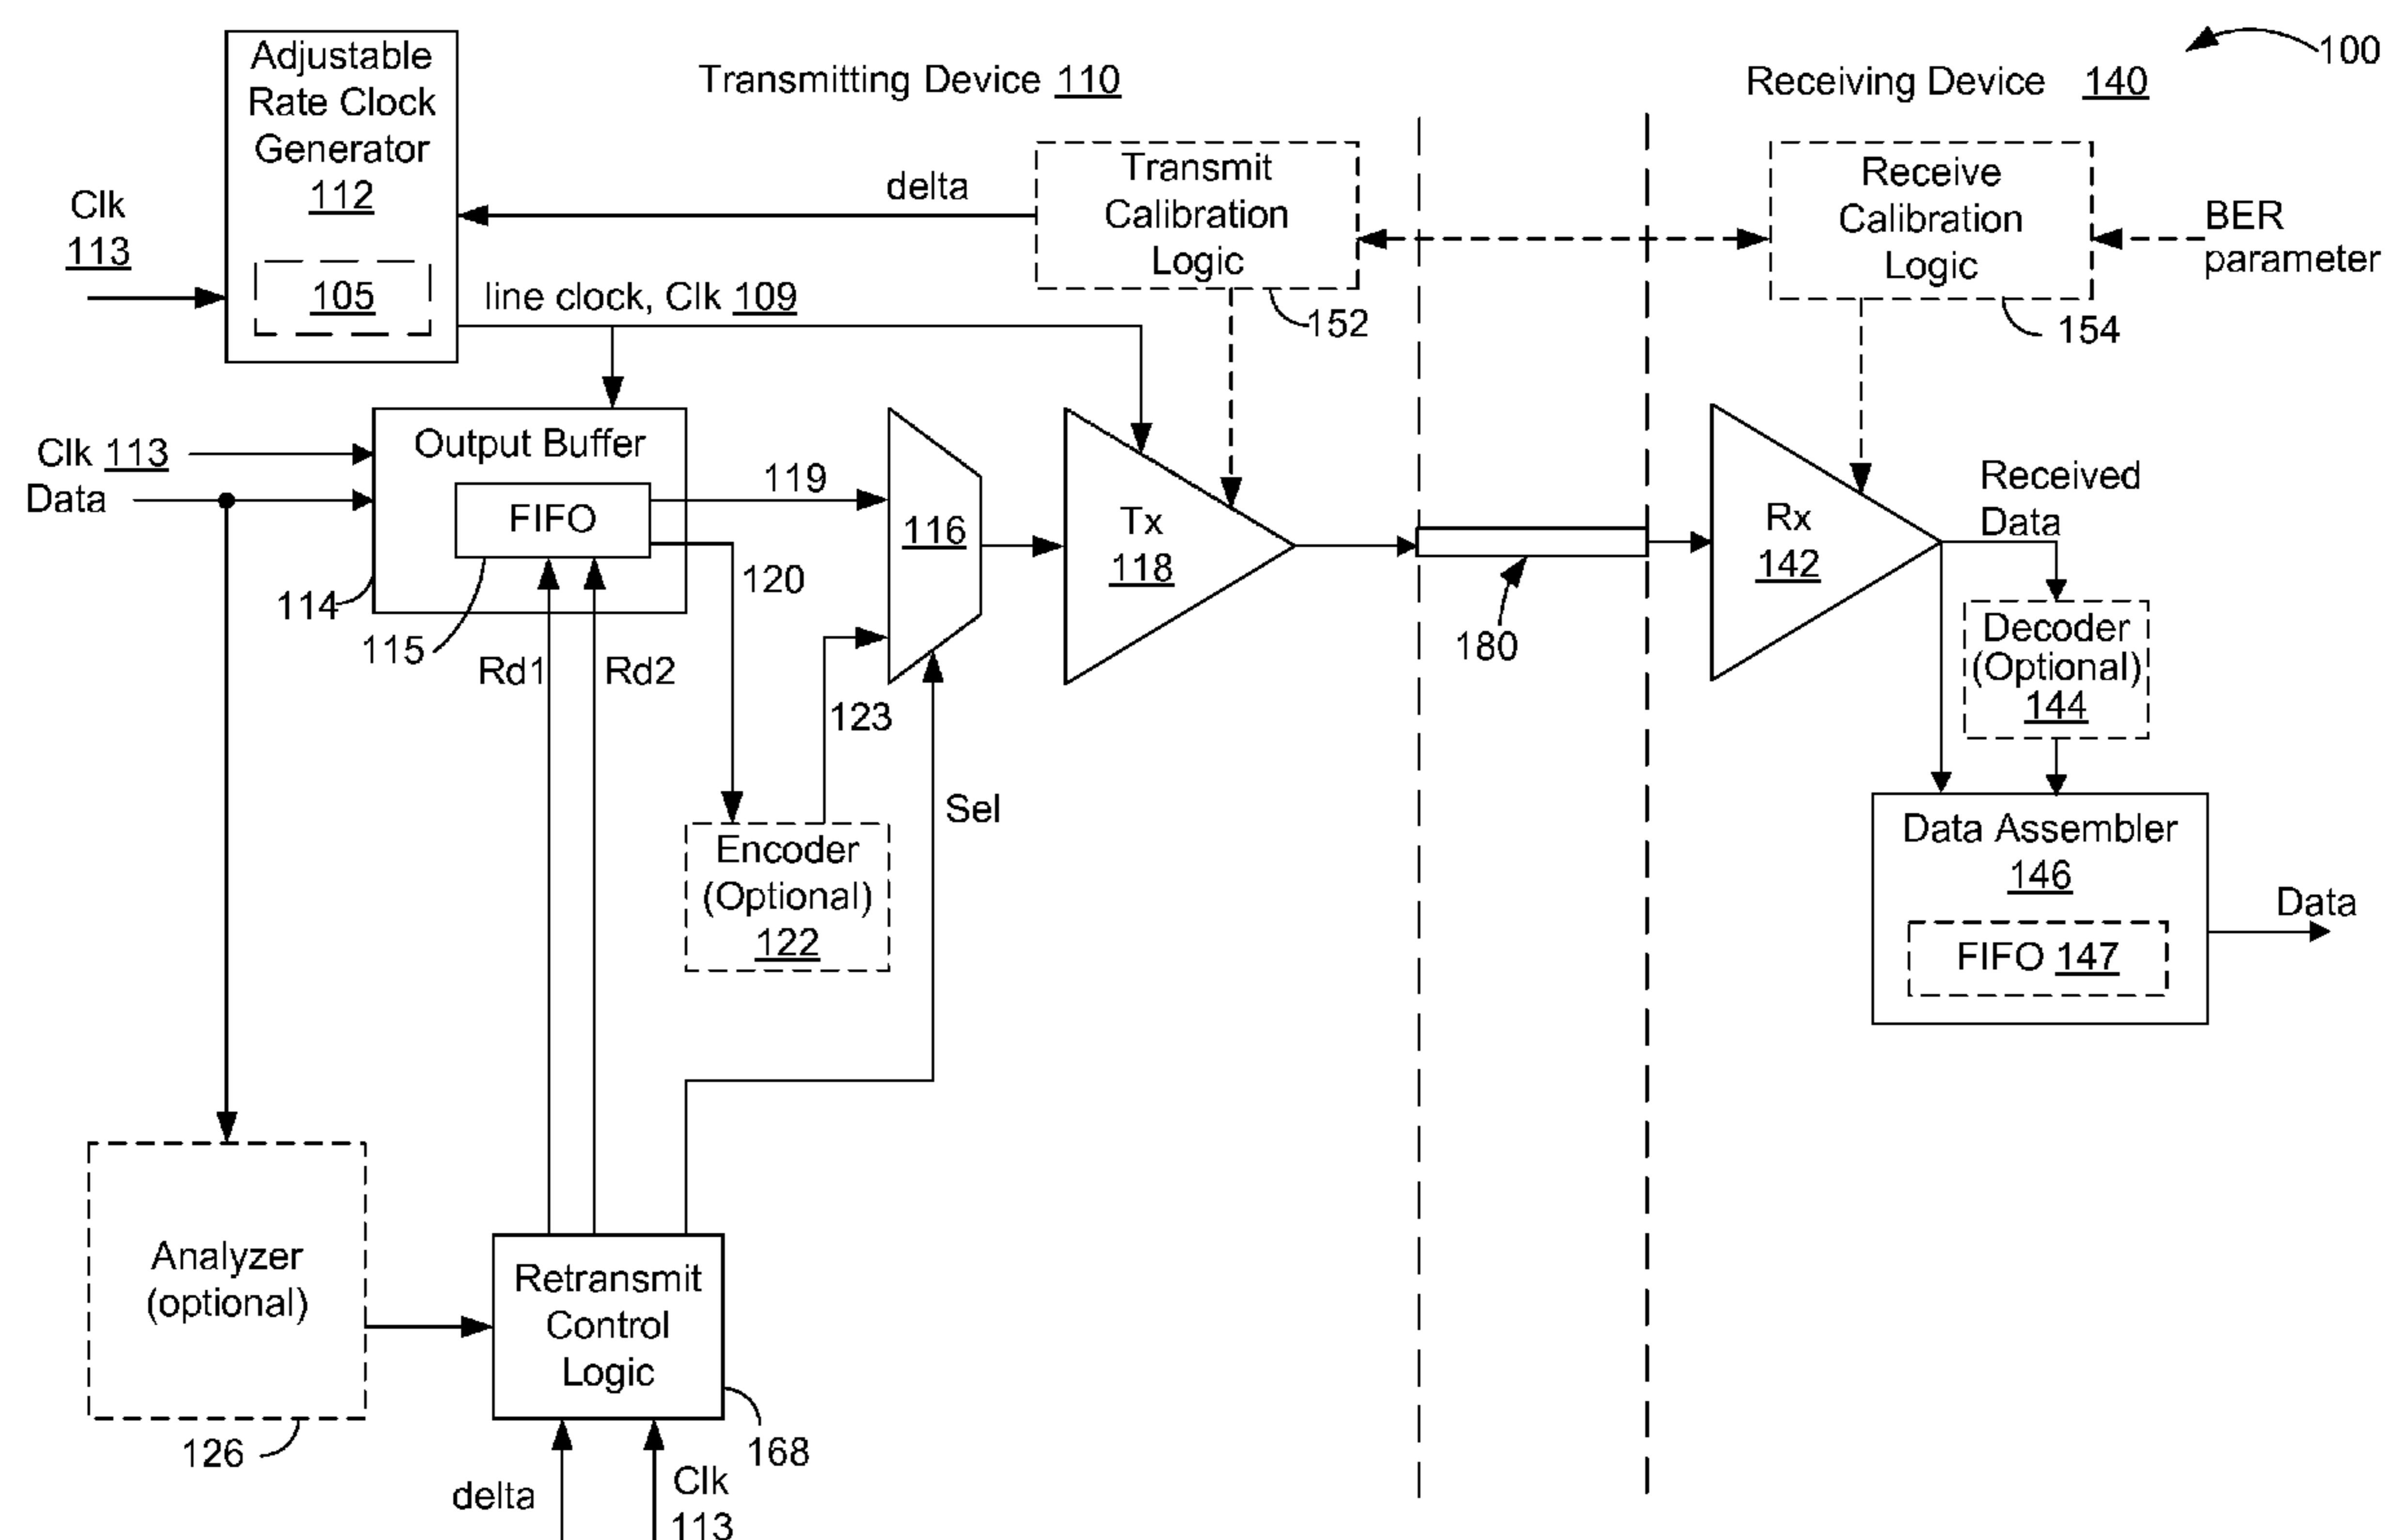 100
Transmitting Device 110
Receiving Device 140
Adjustable
Rate Clock
Generator
112
105
Clk
113
delta
Transmit
Calibration
Logic
152
Receive
Calibration
Logic
154
BER
parameter
line clock, Clk 109
Clk 113
Data
Output Buffer
FIFO
114
115
119
120
Rd1
Rd2
116
123
Sel
Tx
118
180
Rx
142
Received
Data
Decoder
(Optional)
144
Encoder
(Optional)
122
Data Assembler
146
FIFO 147
Data
Analyzer
(optional)
126
Retransmit
Control
Logic
168
delta
Clk
113